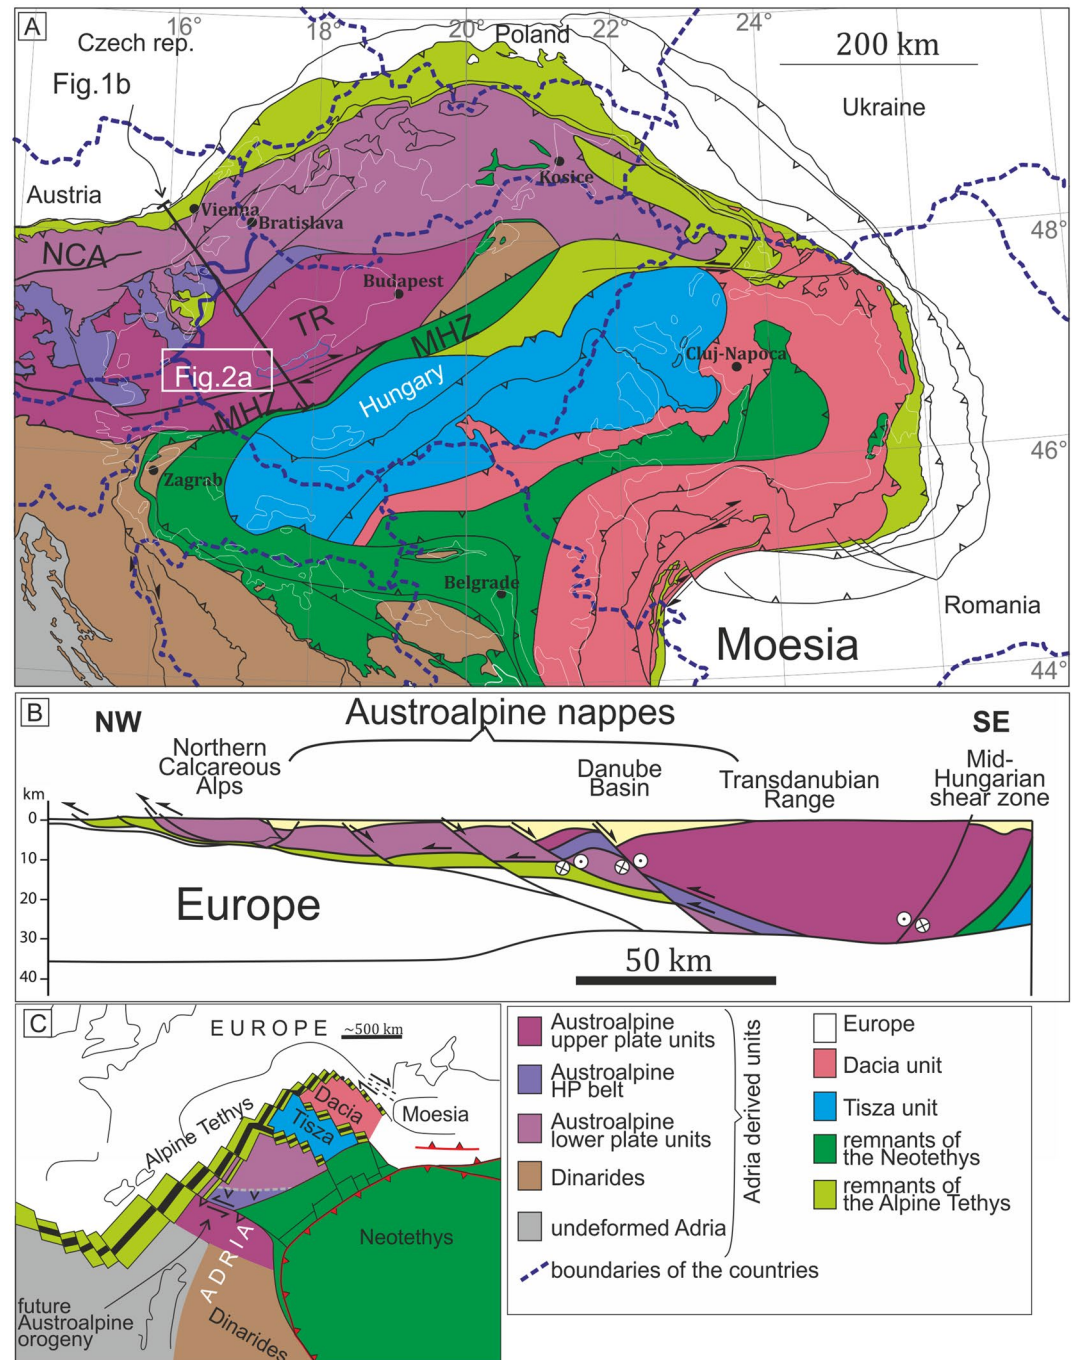 A
16°
18°
20°
22°
24°
Czech rep.
Poland
200 km
Fig.1b
Ukraine
Kosice
Austria
Vienna
Bratislava
48°
NCA
Budapest
TR
MHZ
Cluj-Napoca
Fig.2a
Hungary
MHZ
46°
Zagrab
Belgrade
Romania
Moesia
44°
B
NW
Austroalpine nappes
SE
Northern
Calcareous
Alps
Danube
Basin
Transdanubian
Range
Mid-
Hungarian
shear zone
km
0
10
20
30
40
Europe
50 km
C
EUROPE
~500 km
Dacia
Moesia
Tisza
Alpine Tethys
Neotethys
ADRIA
future
Austroalpine
orogeny
Dinarides
Austroalpine
upper plate units
Austroalpine
HP belt
Austroalpine
lower plate units
Dinarides
undeformed Adria
Adria derived units
boundaries of the countries
Europe
Dacia unit
Tisza unit
remnants of
the Neotethys
remnants of
the Alpine Tethys